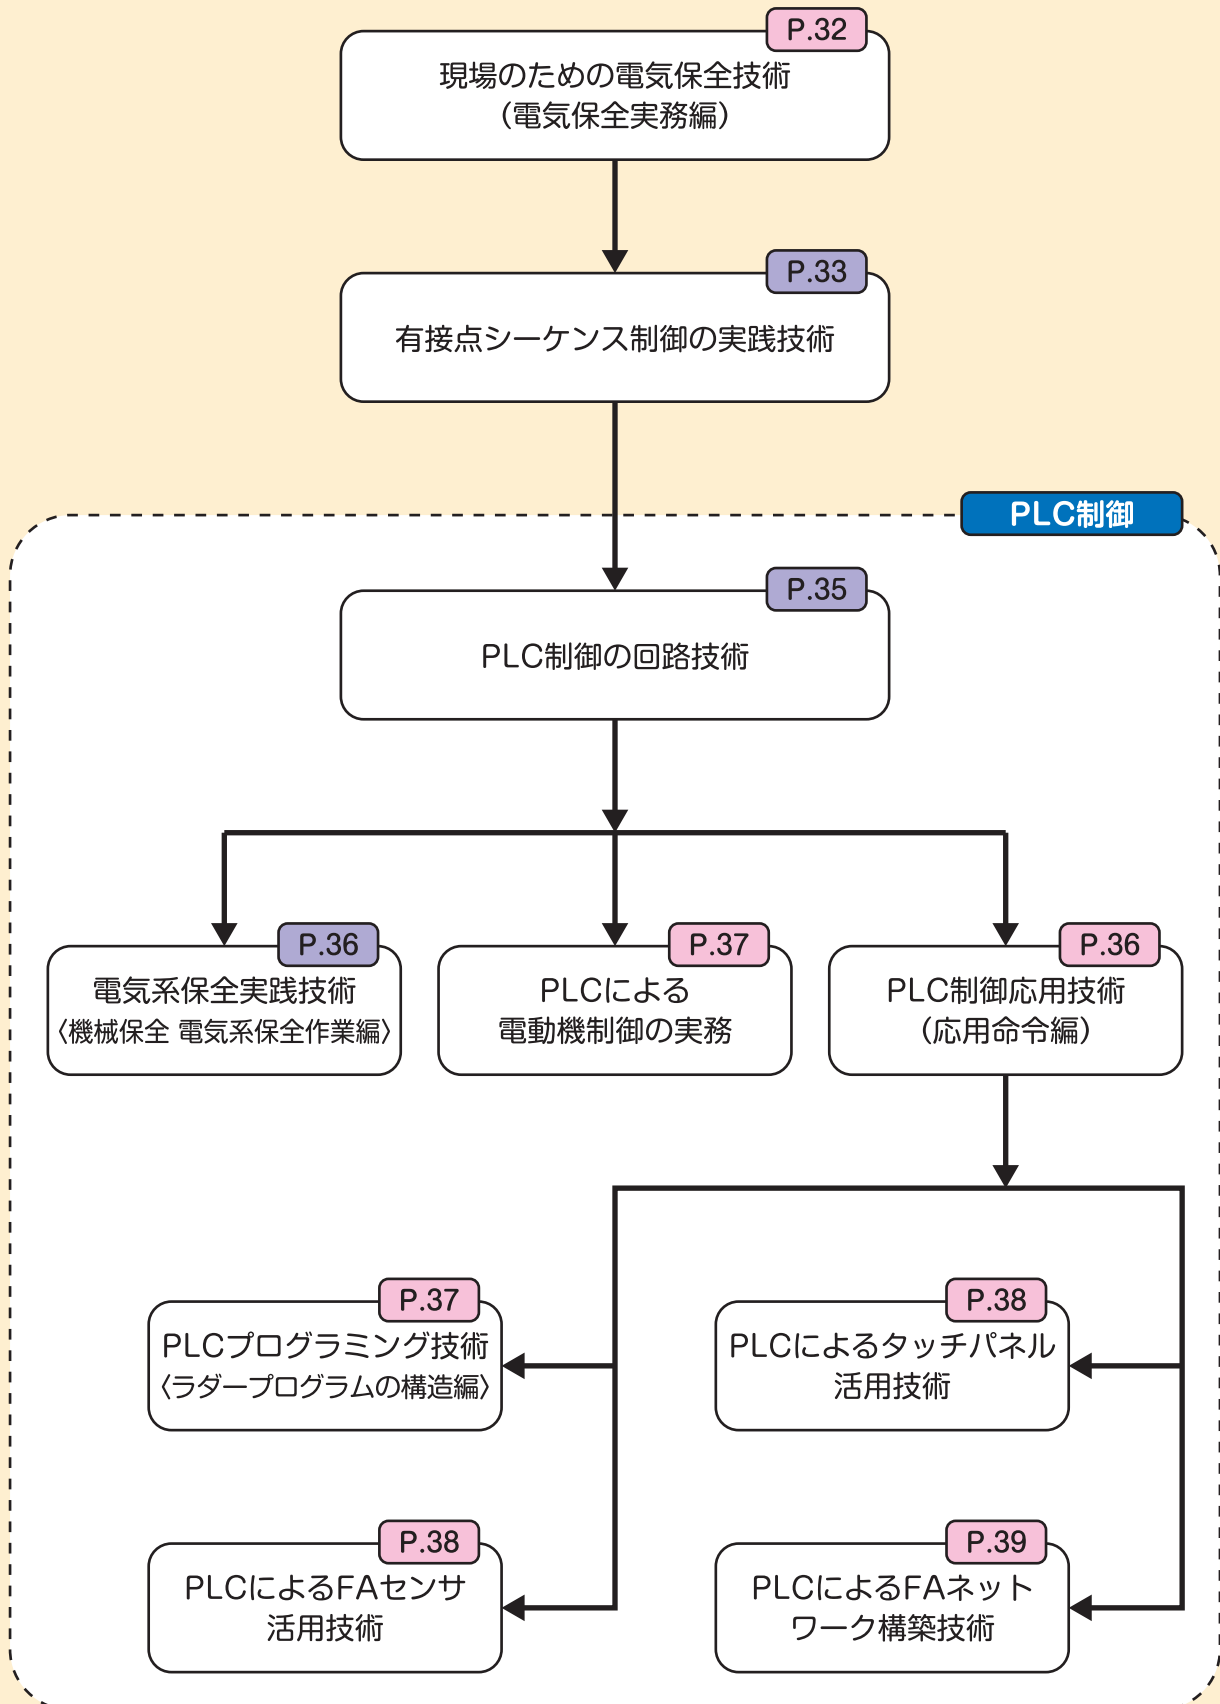 P.32
現場のための電気保全技術
（電気保全実務編）
P.33
有接点シーケンス制御の実践技術
PLC制御
P.35
PLC制御の回路技術
P.36
電気系保全実践技術
〈機械保全 電気系保全作業編〉
P.37
PLCによる
電動機制御の実務
P.36
PLC制御応用技術
（応用命令編）
P.37
PLCプログラミング技術
〈ラダープログラムの構造編〉
P.38
PLCによるタッチパネル
活用技術
P.38
PLCによるFAセンサ
活用技術
P.39
PLCによるFAネット
ワーク構築技術